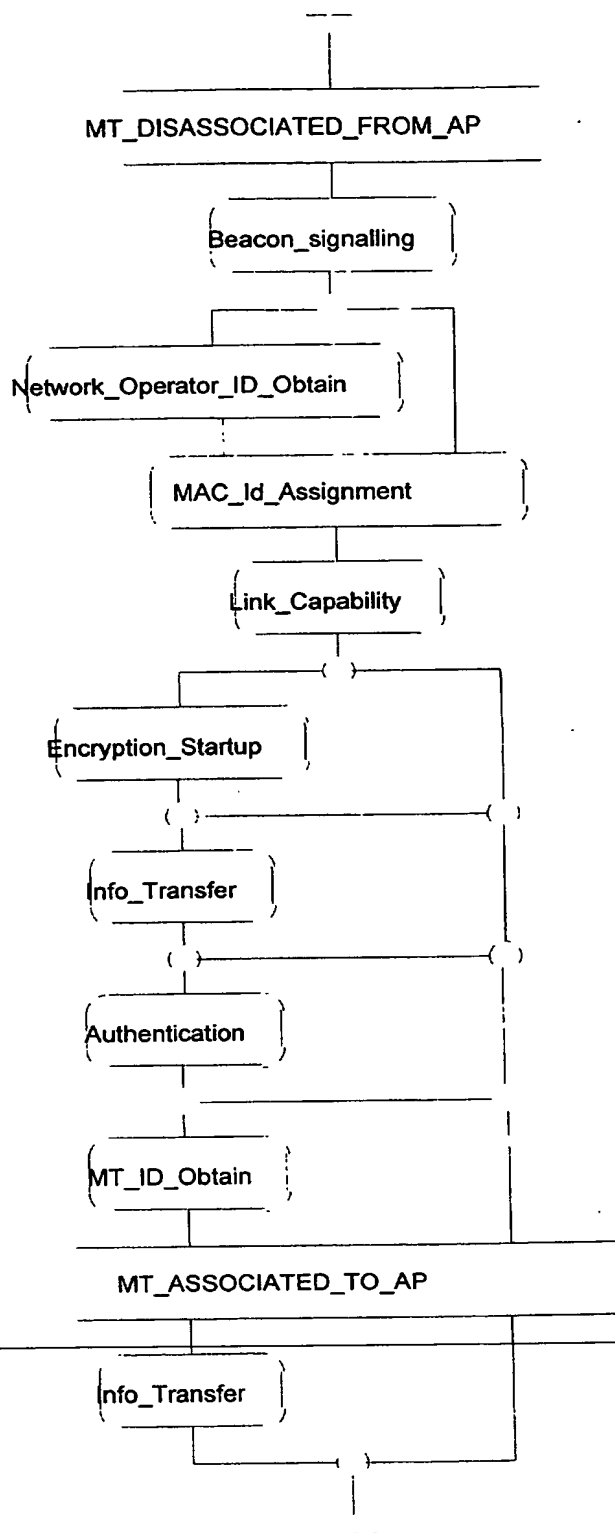 MT_DISASSOCIATED_FROM_AP
Beacon_signalling
Network_Operator_ID_Obtain
MAC_Id_Assignment
Link_Capability
Encryption_Startup
Info_Transfer
Authentication
MT_ID_Obtain
MT_ASSOCIATED_TO_AP
Info_Transfer